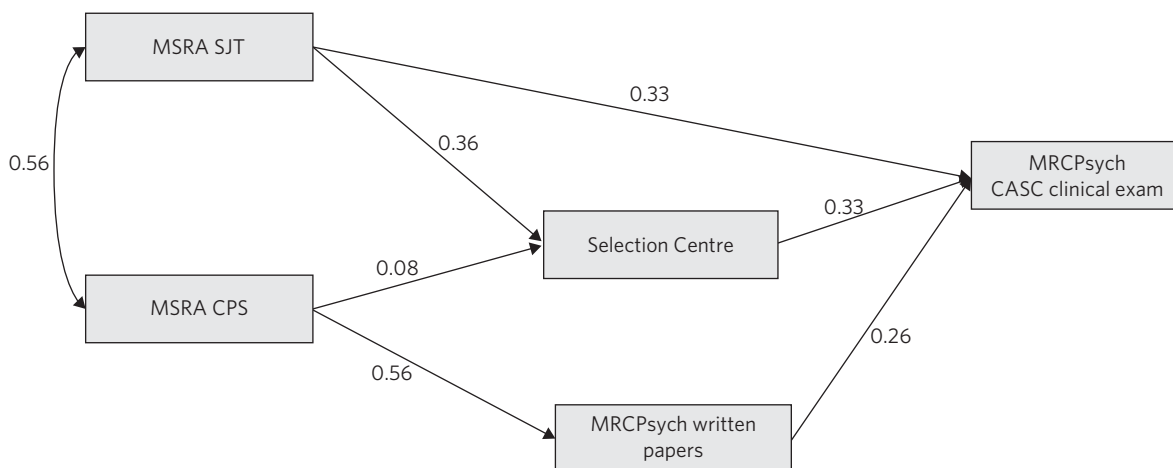 MSRA SJT
0.33
0.36
0.56
MRCPsych
CASC clinical exam
0.33
Selection Centre
0.08
MSRA CPS
0.26
0.56
MRCPsych written
papers